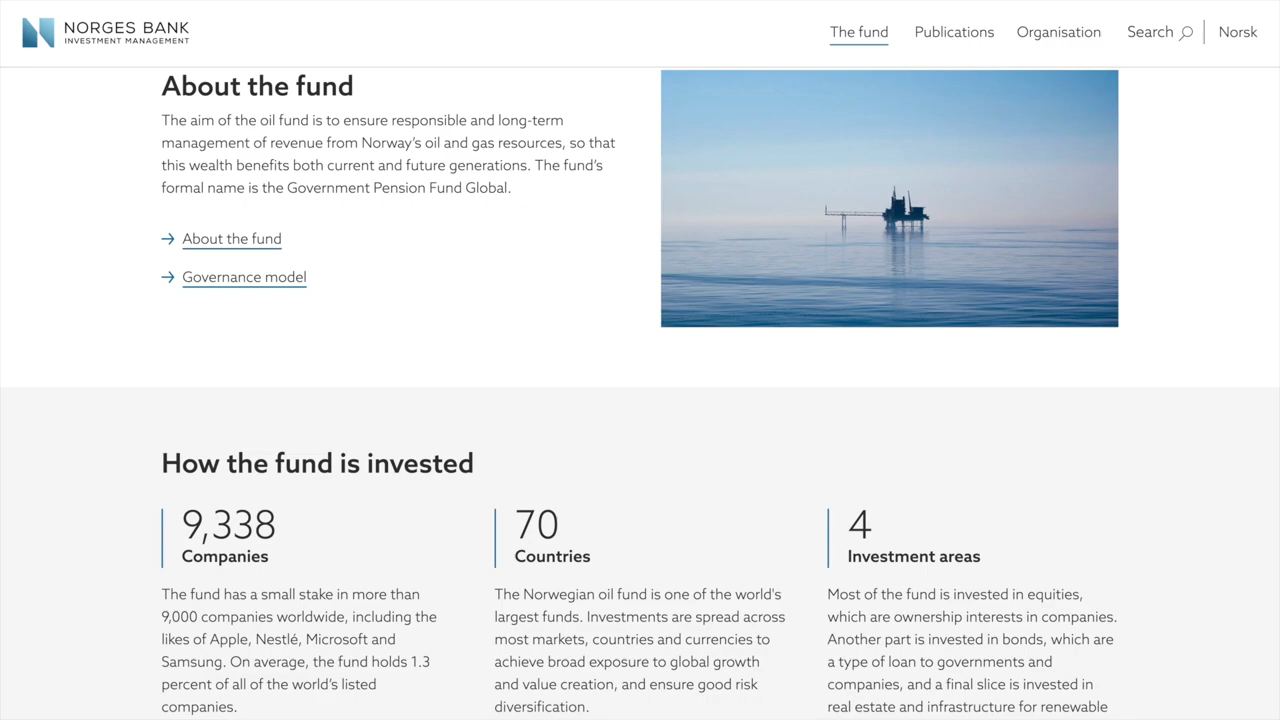 NORGES BANK
INVESTMENT MANAGEMENT
The fund
Publications
Organisation
Search
Norsk
About the fund
The aim of the oil fund is to ensure responsible and long-term
management of revenue from Norway’s oil and gas resources, so that
this wealth benefits both current and future generations. The fund’s
formal name is the Government Pension Fund Global.
About the fund
Governance model
How the fund is invested
9,338
Companies
The fund has a small stake in more than
9,000 companies worldwide, including the
likes of Apple, Nestlé, Microsoft and
Samsung. On average, the fund holds 1.3
percent of all of the world’s listed
companies.
70
Countries
The Norwegian oil fund is one of the world's
largest funds. Investments are spread across
most markets, countries and currencies to
achieve broad exposure to global growth
and value creation, and ensure good risk
diversification.
4
Investment areas
Most of the fund is invested in equities,
which are ownership interests in companies.
Another part is invested in bonds, which are
a type of loan to governments and
companies, and a final slice is invested in
real estate and infrastructure for renewable